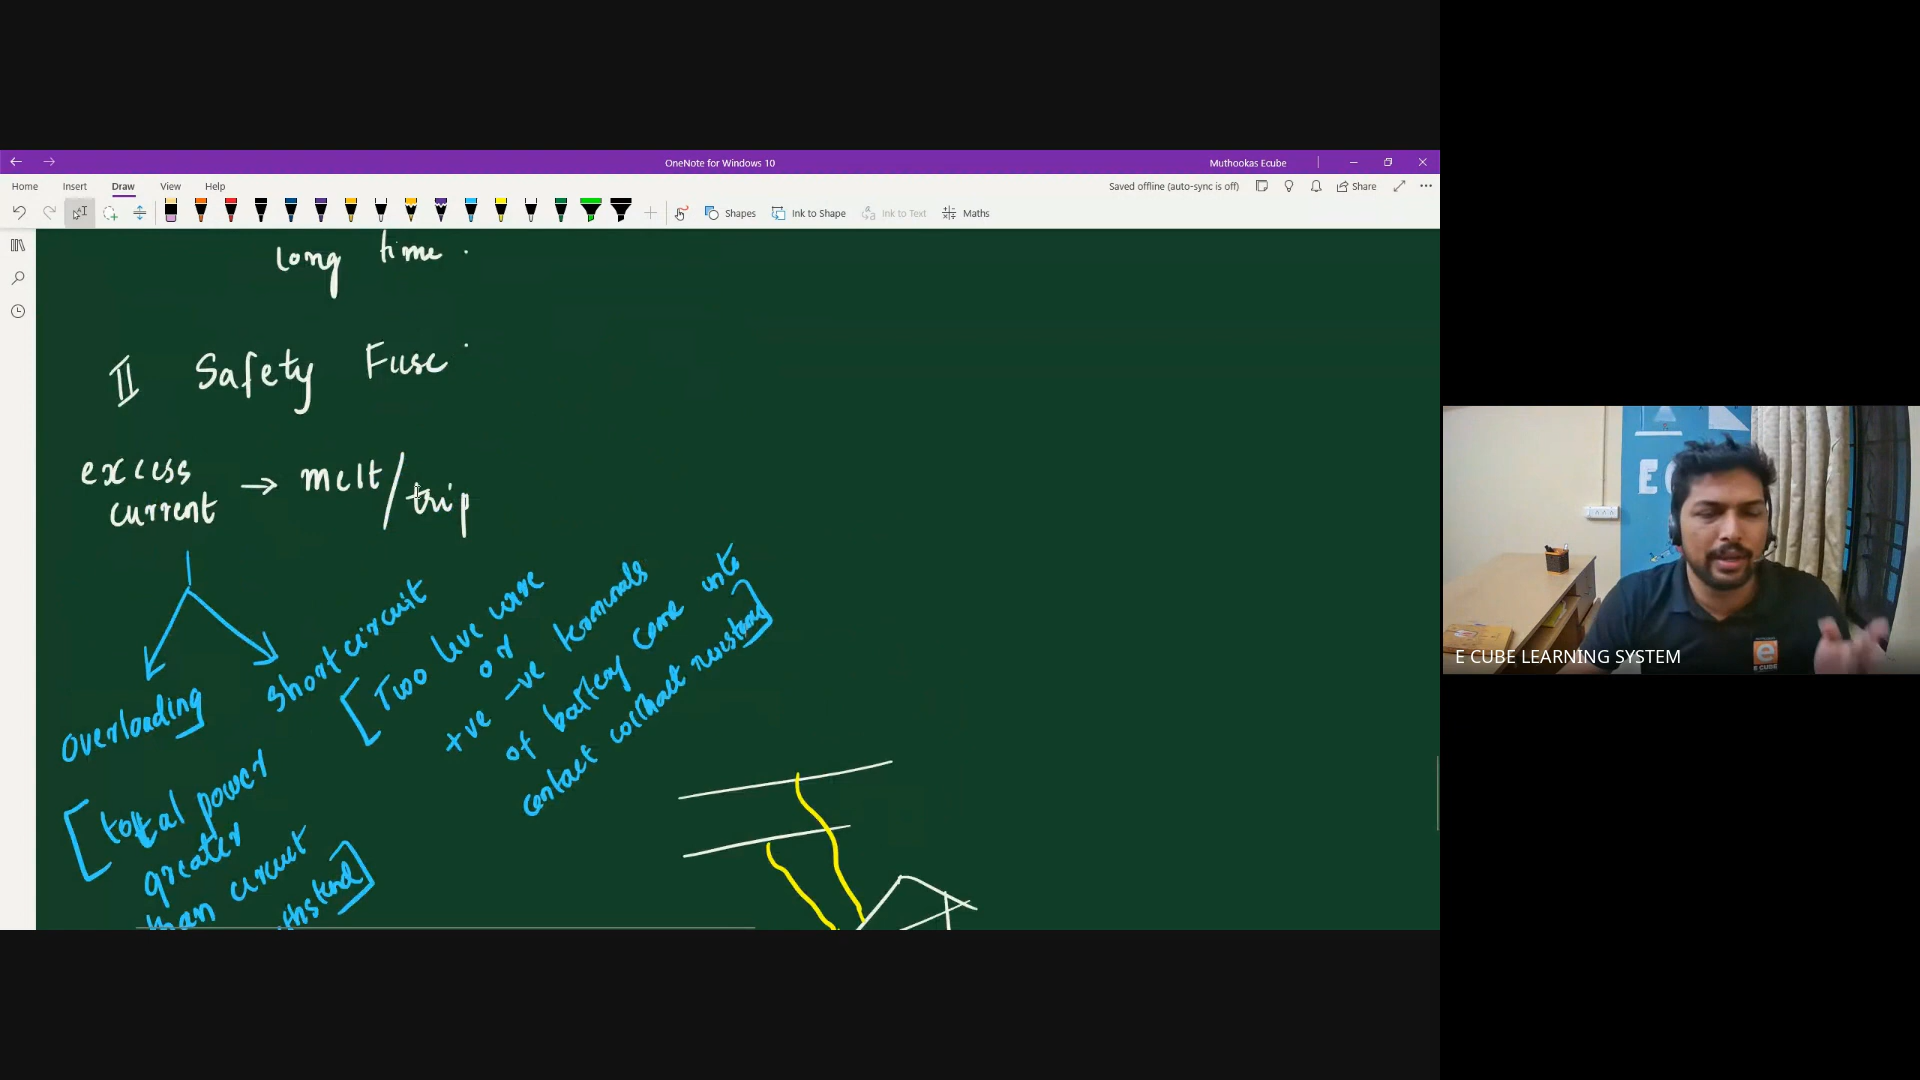 OneNote for Windows 10
Muthookas Ecube
Home Insert Draw View Help
Saved offline (auto-sync is off)
Share
Shapes
Ink to Shape
Ink to Text
Maths
long time.
II Safety Fuse
excess
current → melt/trip
overloading
[total power
greater
than circuit
]
short circuit
[Two live wire
or
+ve -ve terminals
of battery come into
contact without resistance]
E
E CUBE LEARNING SYSTEM
e
E CUBE